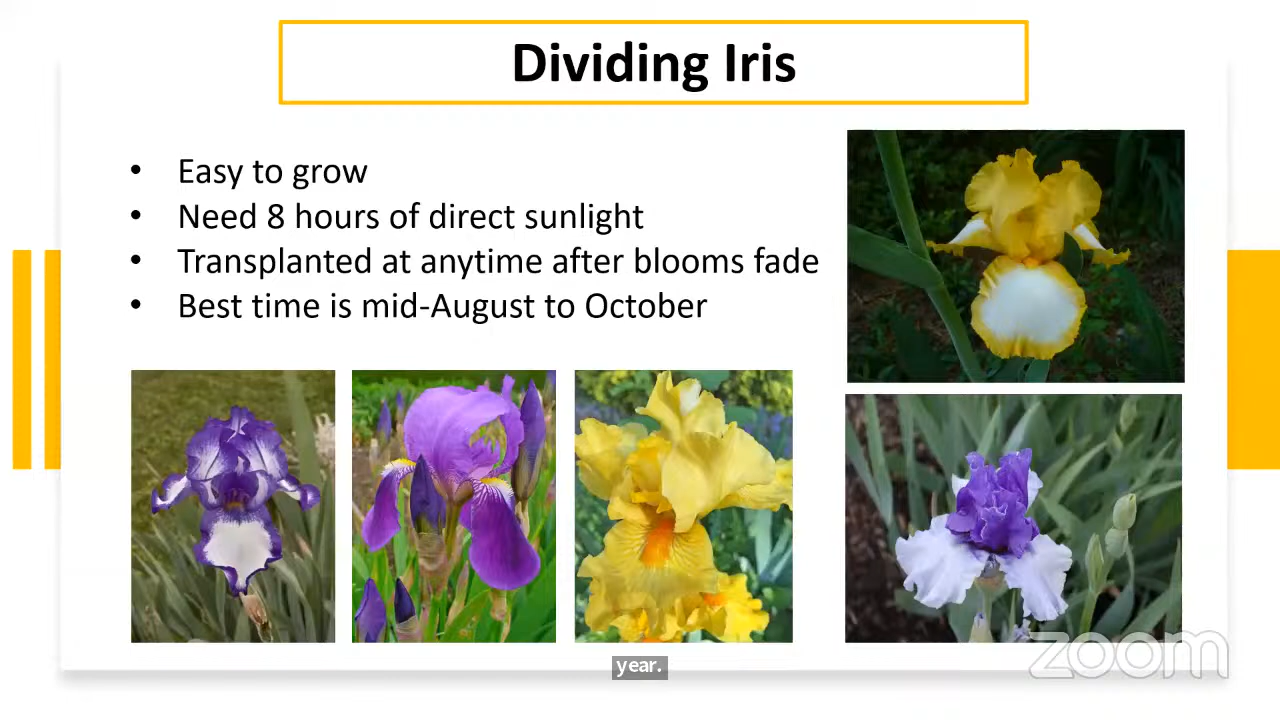 Dividing Iris
• Easy to grow
• Need 8 hours of direct sunlight
• Transplanted at anytime after blooms fade
• Best time is mid-August to October
zoom
year.